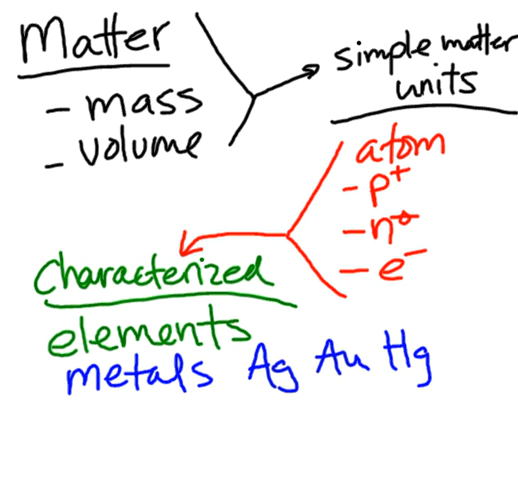 Matter
- mass
- volume
simple matter
units
atom
- p⁺
- n⁰
- e⁻
Characterized
elements
metals Ag Au Hg